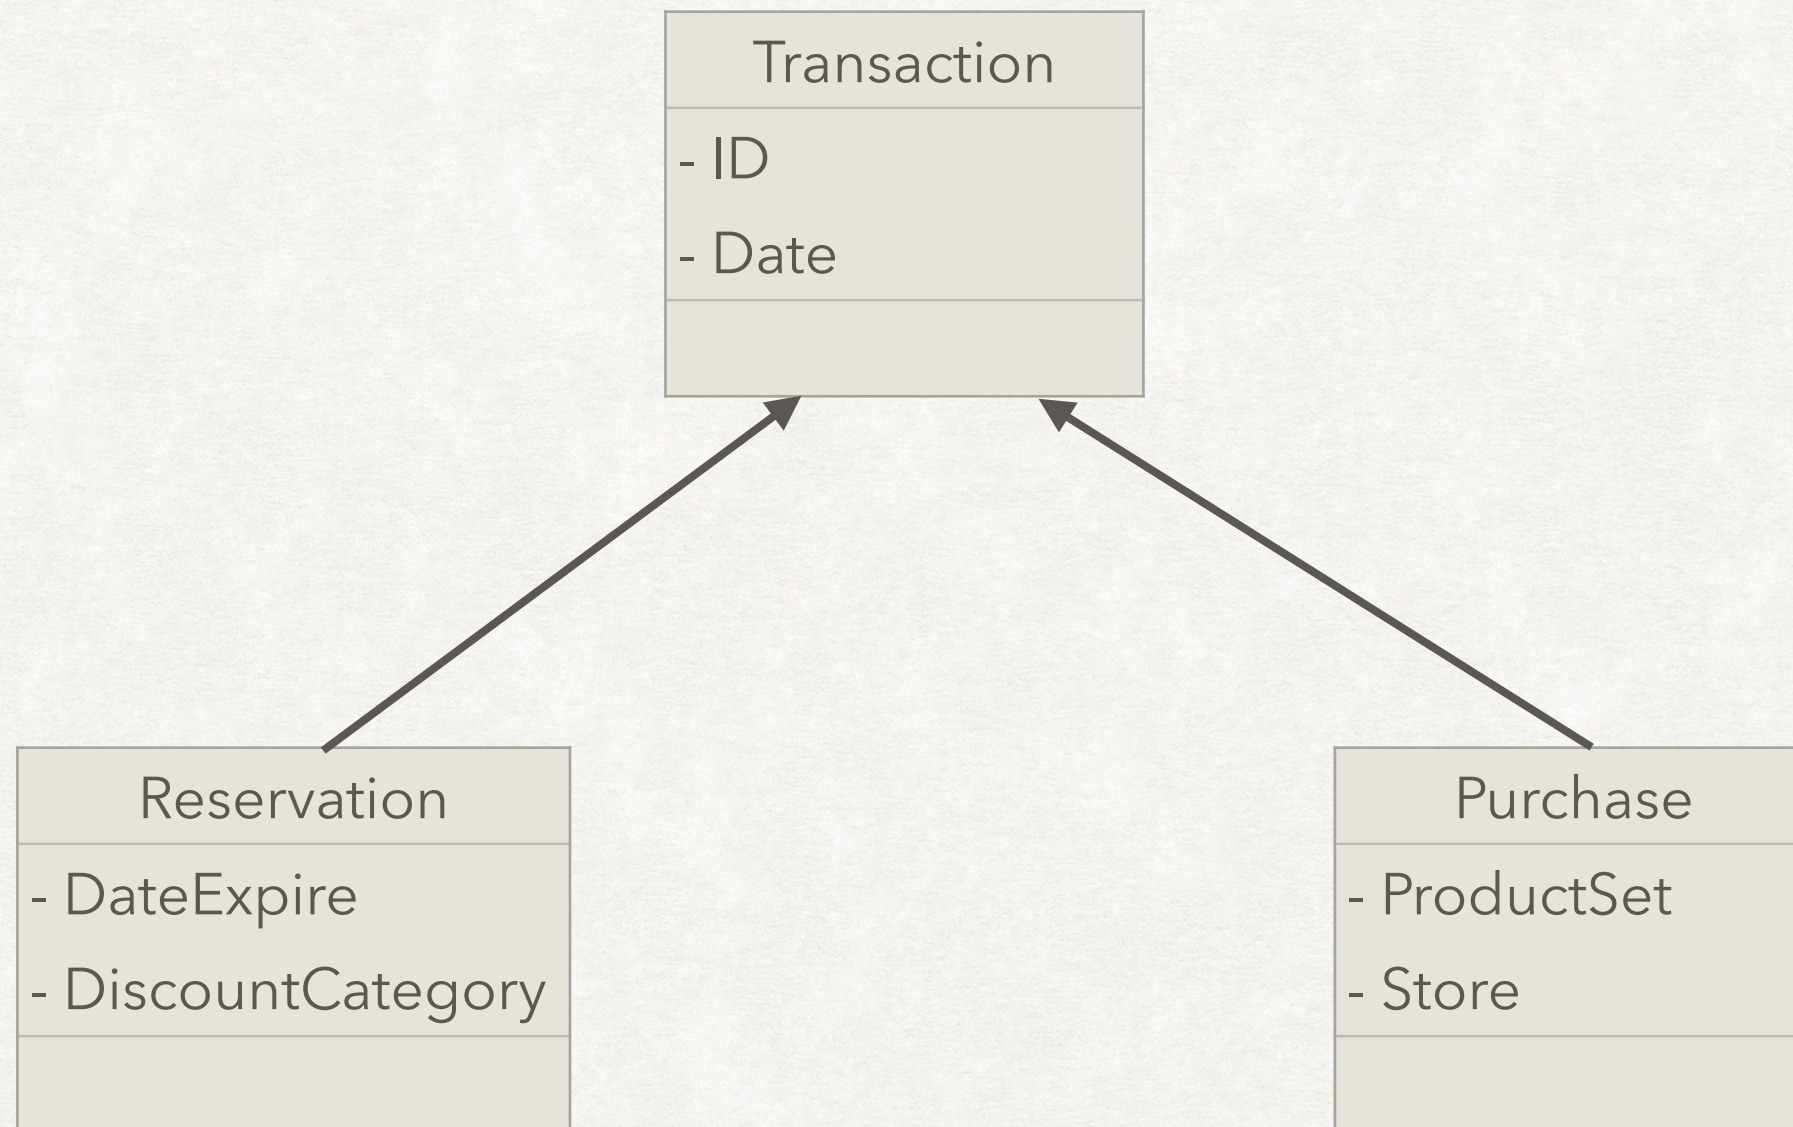 Transaction
- ID
- Date
Reservation
- DateExpire
- DiscountCategory
Purchase
- ProductSet
- Store